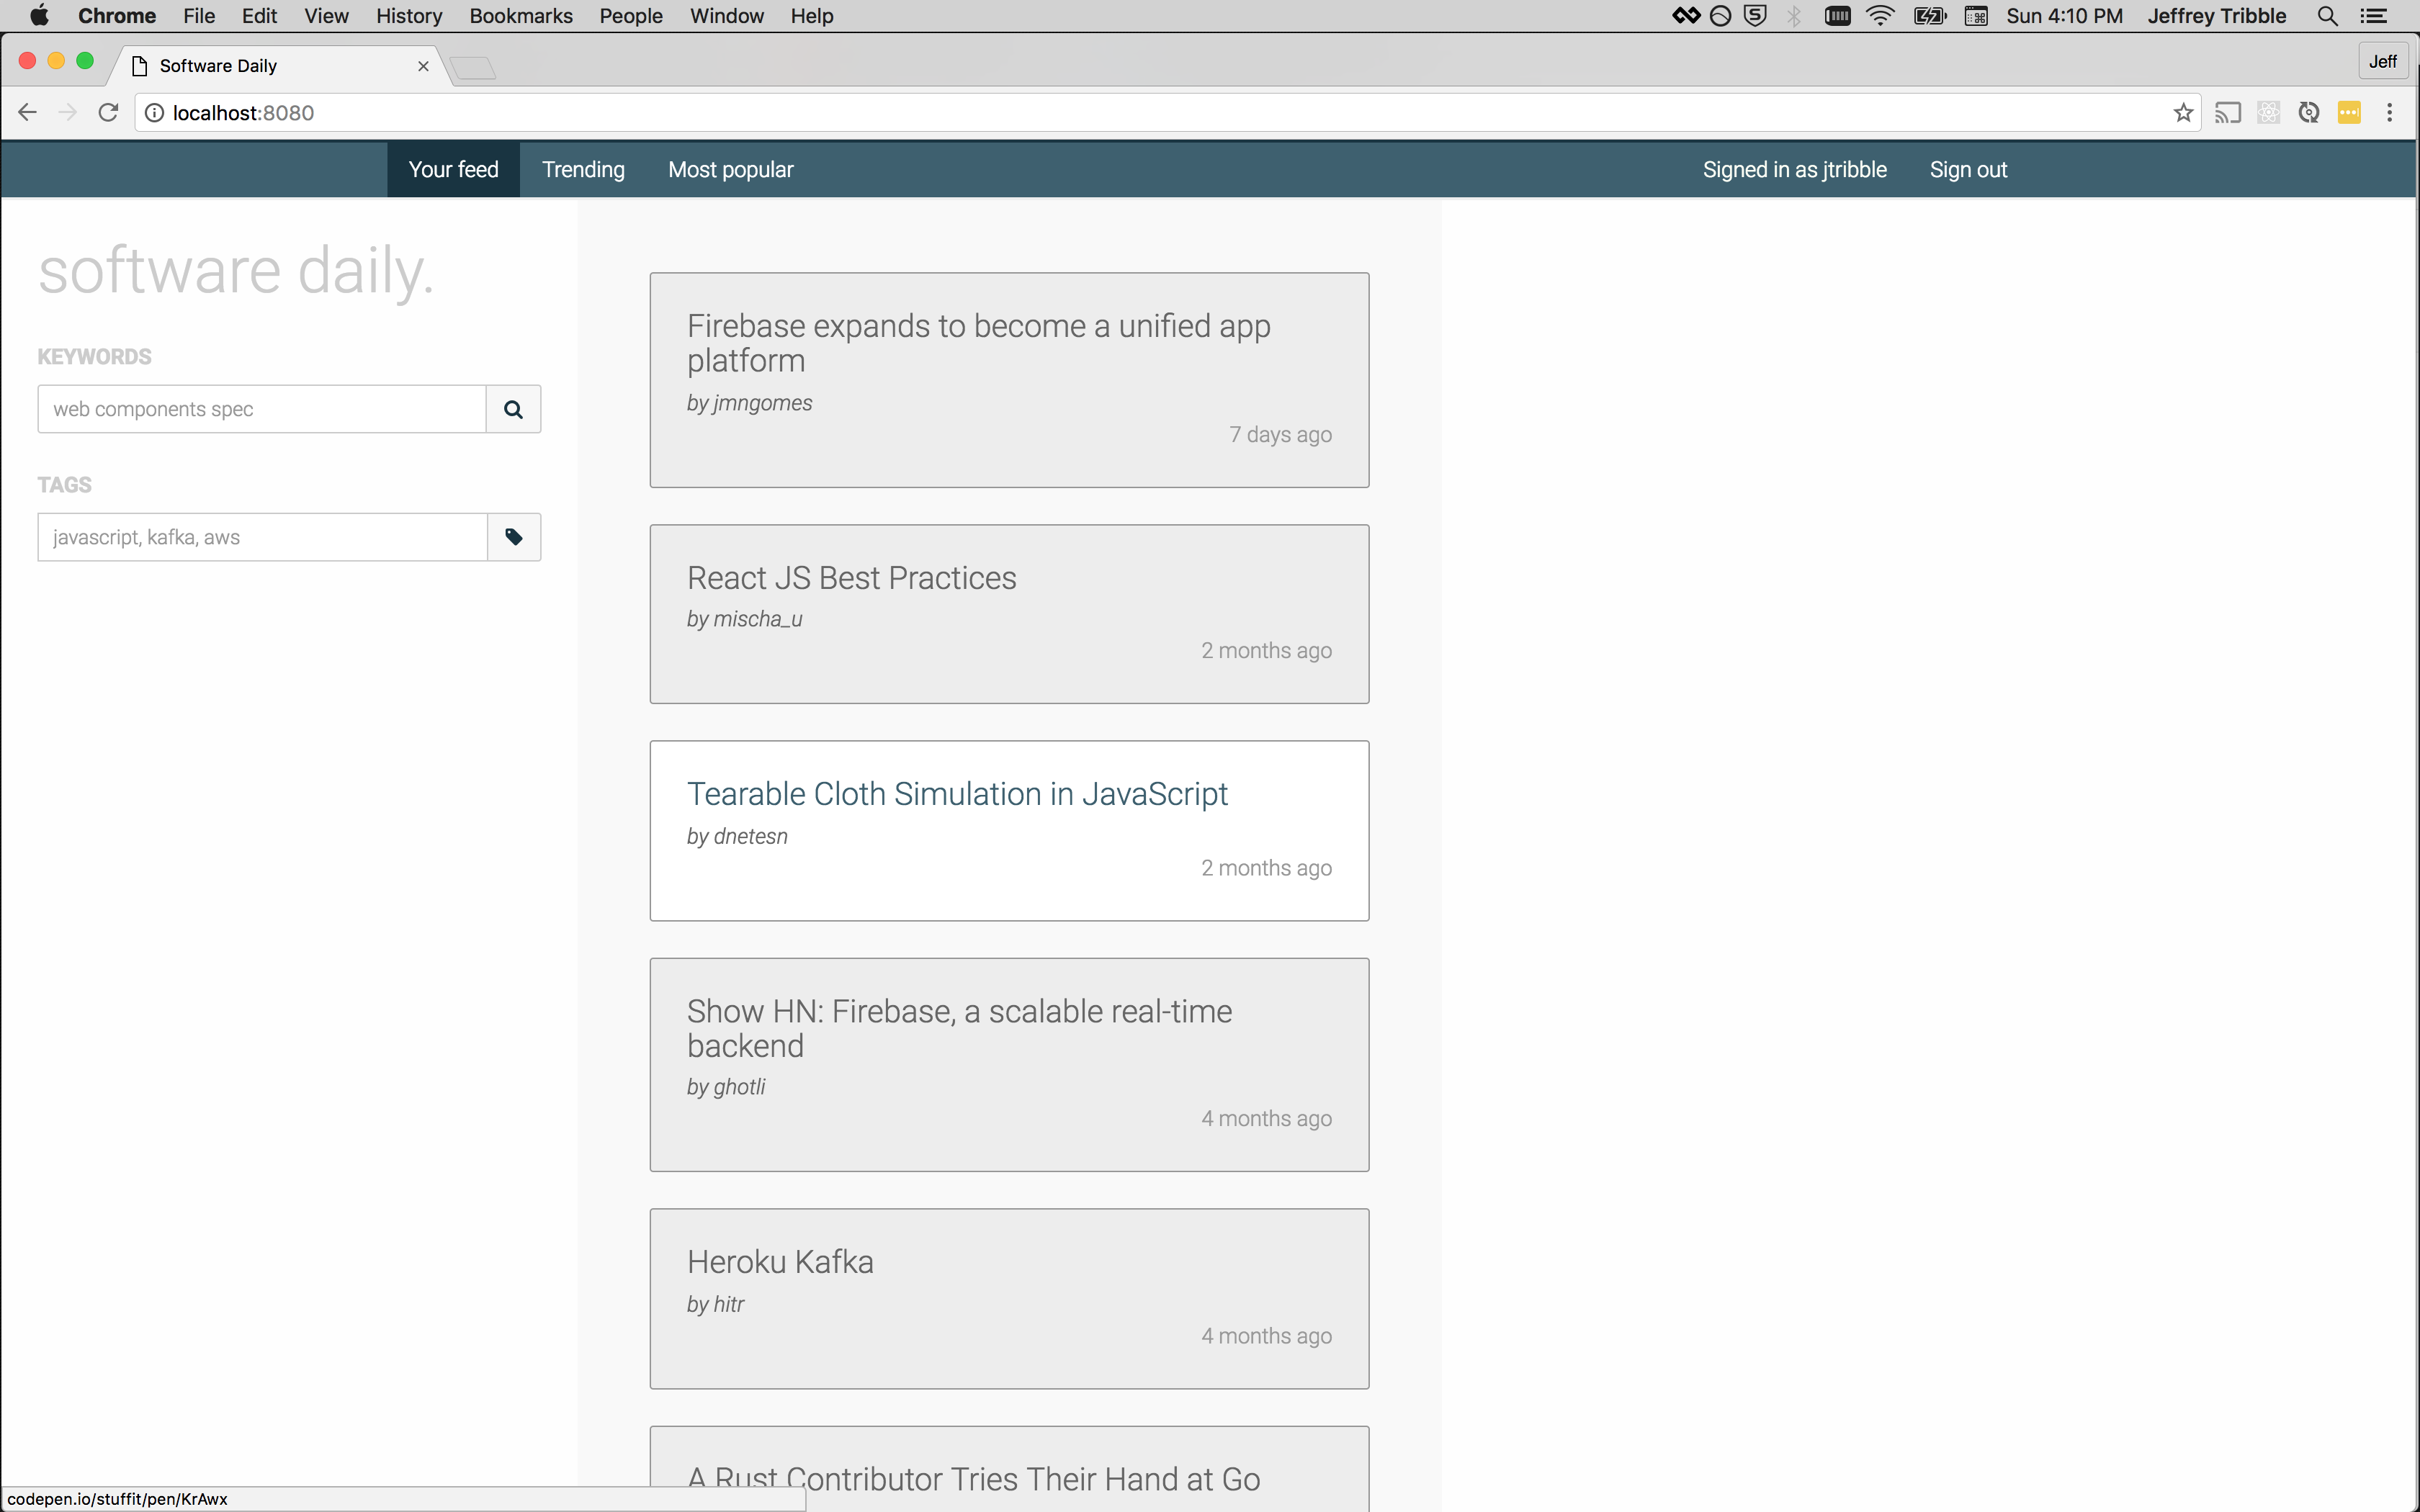 Chrome File Edit View History Bookmarks People Window Help Sun 4:10 PM Jeffrey Tribble
Software Daily Jeff
localhost:8080
Your feed Trending Most popular Signed in as jtribble Sign out
software daily.
KEYWORDS
web components spec
TAGS
javascript, kafka, aws
Firebase expands to become a unified app
platform
by jmngomes
7 days ago
React JS Best Practices
by mischa_u
2 months ago
Tearable Cloth Simulation in JavaScript
by dnetesn
2 months ago
Show HN: Firebase, a scalable real-time
backend
by ghotli
4 months ago
Heroku Kafka
by hitr
4 months ago
A Rust Contributor Tries Their Hand at Go
codepen.io/stuffit/pen/KrAwx